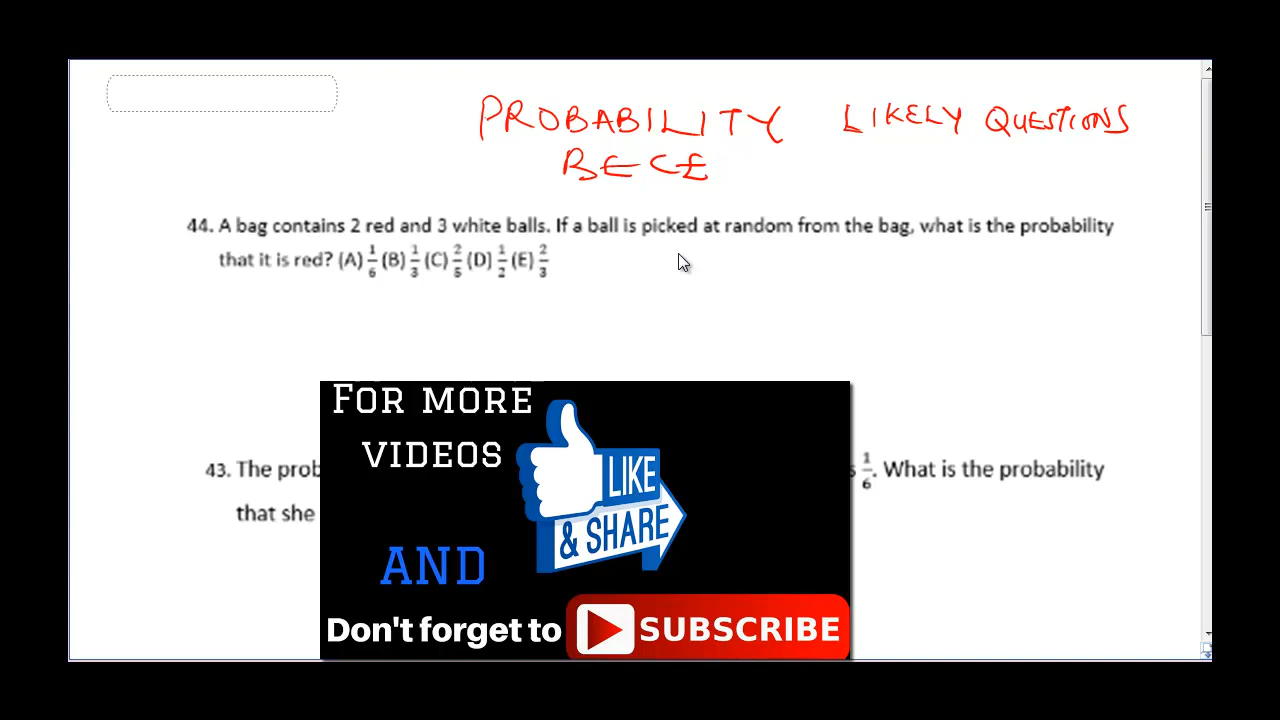 PROBABILITY LIKELY QUESTIONS
BECE
44. A bag contains 2 red and 3 white balls. If a ball is picked at random from the bag, what is the probability
that it is red? (A) 1/6 (B) 1/3 (C) 2/5 (D) 1/2 (E) 2/3
FOR MORE
VIDEOS
LIKE
& SHARE
43. The prob
1/6. What is the probability
that she
AND
Don't forget to SUBSCRIBE